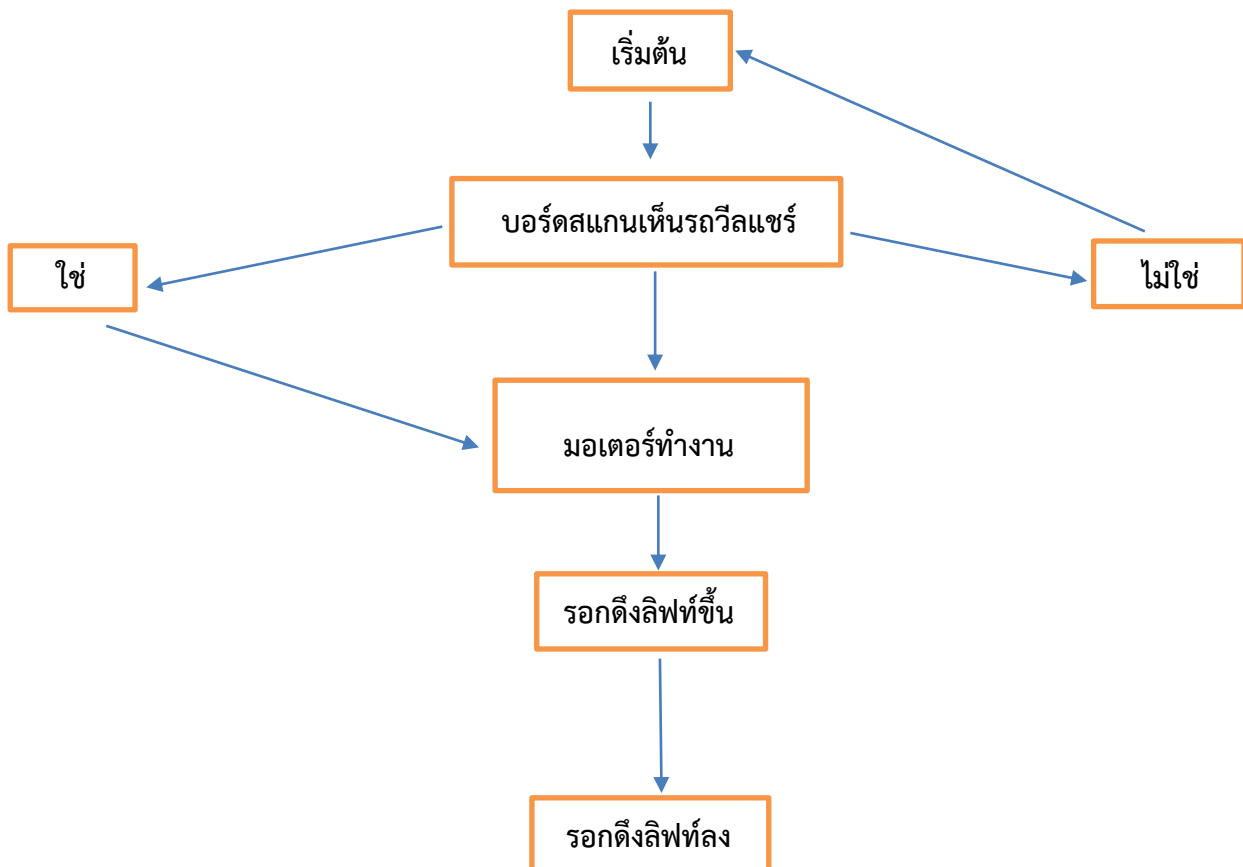 เริ่มต้น
บอร์ดสแกนเห็นรถวีลแชร์
ใช่
ไม่ใช่
มอเตอร์ทำงาน
รอกดึงลิฟท์ขึ้น
รอกดึงลิฟท์ลง